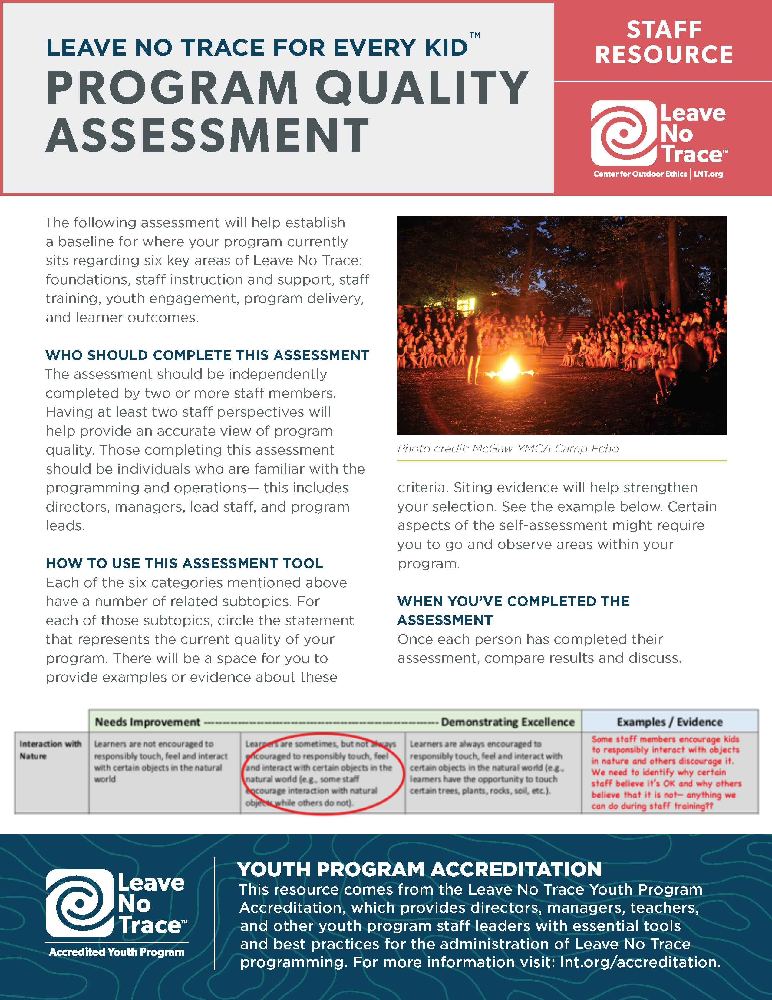 LEAVE NO TRACE FOR EVERY KID™
PROGRAM QUALITY
ASSESSMENT
STAFF
RESOURCE
Leave
No
Trace™
Center for Outdoor Ethics | LNT.org
The following assessment will help establish
a baseline for where your program currently
sits regarding six key areas of Leave No Trace:
foundations, staff instruction and support, staff
training, youth engagement, program delivery,
and learner outcomes.
WHO SHOULD COMPLETE THIS ASSESSMENT
The assessment should be independently
completed by two or more staff members.
Having at least two staff perspectives will
help provide an accurate view of program
quality. Those completing this assessment
should be individuals who are familiar with the
programming and operations— this includes
directors, managers, lead staff, and program
leads.
HOW TO USE THIS ASSESSMENT TOOL
Each of the six categories mentioned above
have a number of related subtopics. For
each of those subtopics, circle the statement
that represents the current quality of your
program. There will be a space for you to
provide examples or evidence about these
Photo credit: McGaw YMCA Camp Echo
criteria. Siting evidence will help strengthen
your selection. See the example below. Certain
aspects of the self-assessment might require
you to go and observe areas within your
program.
WHEN YOU'VE COMPLETED THE
ASSESSMENT
Once each person has completed their
assessment, compare results and discuss.
Needs Improvement ---------------------------------------------------------------- Demonstrating Excellence
Examples / Evidence
Interaction with
Nature
Learners are not encouraged to
responsibly touch, feel and interact
with certain objects in the natural
world
Learners are sometimes, but not always
encouraged to responsibly touch, feel
and interact with certain objects in the
natural world (e.g., some staff
encourage interaction with natural
objects while others do not).
Learners are always encouraged to
responsibly touch, feel and interact with
certain objects in the natural world (e.g.,
learners have the opportunity to touch
certain trees, plants, rocks, soil, etc.).
Some staff members encourage kids
to responsibly interact with objects
in nature and others discourage it.
We need to identify why certain
staff believe it's OK and why others
believe that it is not— anything we
can do during staff training??
Leave
No
Trace™
Accredited Youth Program
YOUTH PROGRAM ACCREDITATION
This resource comes from the Leave No Trace Youth Program
Accreditation, which provides directors, managers, teachers,
and other youth program staff leaders with essential tools
and best practices for the administration of Leave No Trace
programming. For more information visit: lnt.org/accreditation.